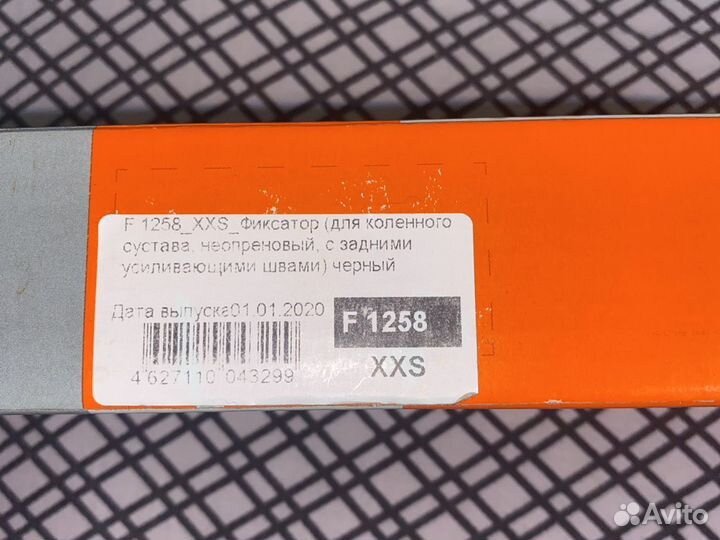 F 1258_XXS_Фиксатор (для коленного
сустава, неопреновый, с задними
усиливающими швами) черный
Дата выпуска01.01.2020
F 1258
XXS
4 627110 043299
Avito